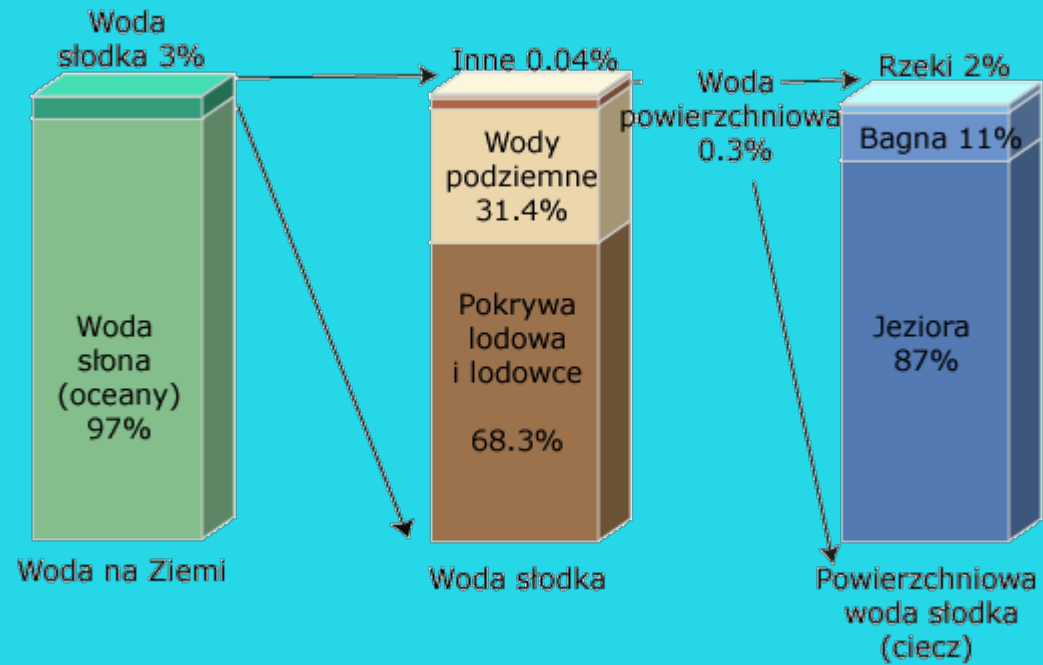 Woda
słodka 3%
Woda
słona
(oceany)
97%
Woda na Ziemi
Inne 0.04%
Wody
podziemne
31.4%
Pokrywa
lodowa
i lodowce
68.3%
Woda słodka
Woda
powierzchniowa
0.3%
Rzeki 2%
Bagna 11%
Jeziora
87%
Powierzchniowa
woda słodka
(ciecz)